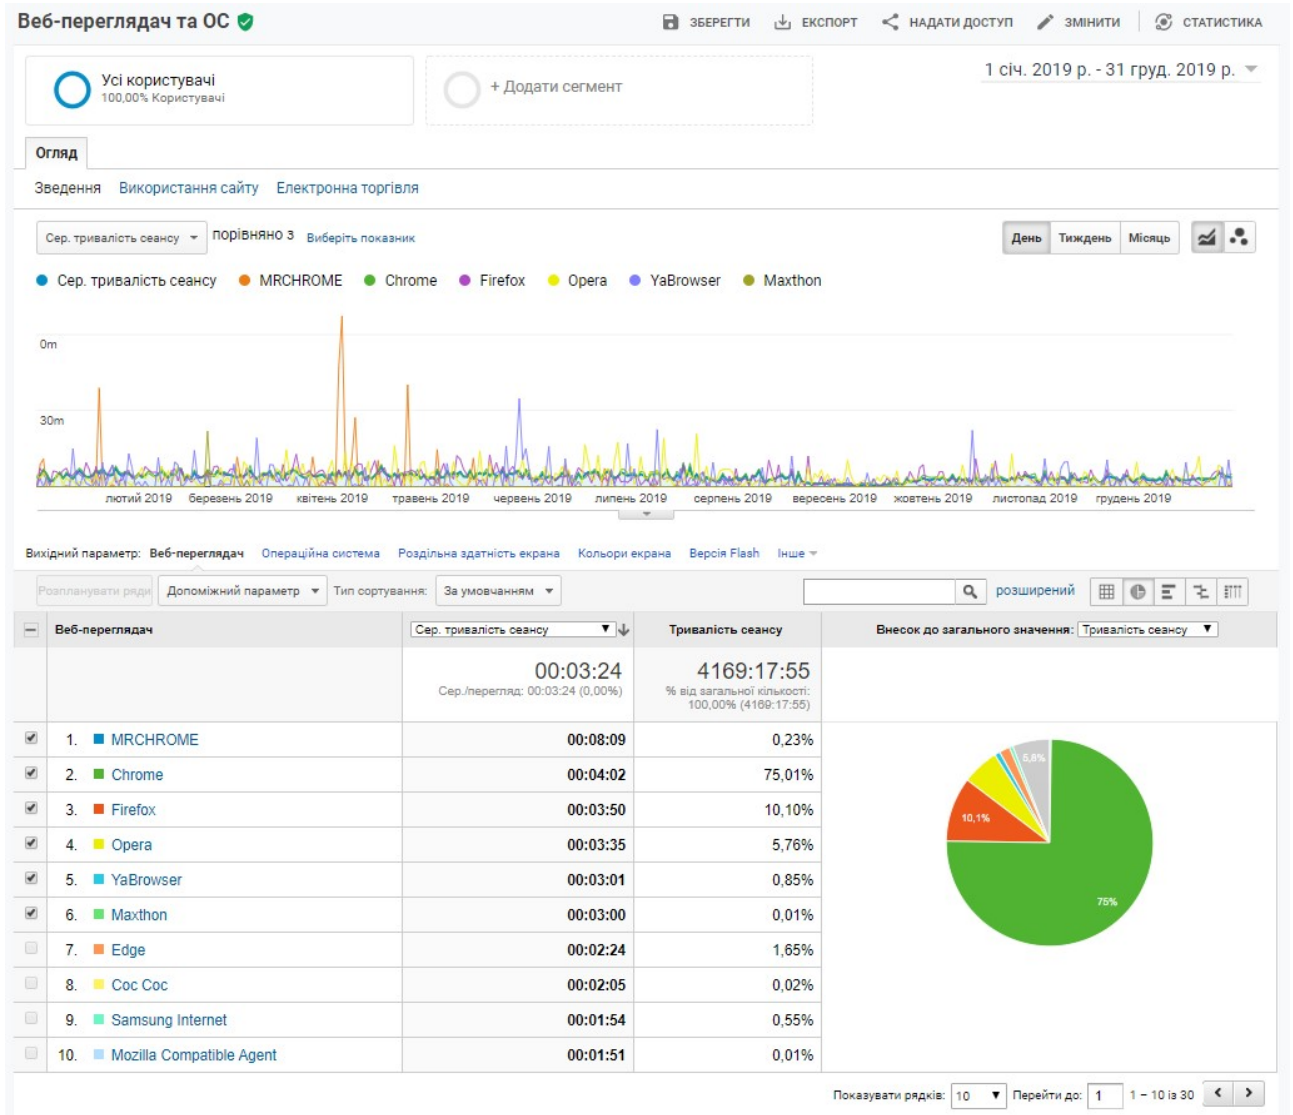 Веб-переглядач та ОС
ЗБЕРЕГТИ ЕКСПОРТ НАДАТИ ДОСТУП ЗМІНИТИ СТАТИСТИКА
Усі користувачі
100,00% Користувачі
+ Додати сегмент
1 січ. 2019 р. - 31 груд. 2019 р.
Огляд
Зведення Використання сайту Електронна торгівля
Сер. тривалість сеансу порівняно з Виберіть показник
День Тиждень Місяць
Сер. тривалість сеансу MRCHROME Chrome Firefox Opera YaBrowser Maxthon
0m
30m
лютий 2019 березень 2019 квітень 2019 травень 2019 червень 2019 липень 2019 серпень 2019 вересень 2019 жовтень 2019 листопад 2019 грудень 2019
Вихідний параметр: Веб-переглядач Операційна система Роздільна здатність екрана Кольори екрана Версія Flash Інше
Розпланувати ряди Допоміжний параметр Тип сортування: За умовчанням розширений
Веб-переглядач Сер. тривалість сеансу Тривалість сеансу Внесок до загального значення: Тривалість сеансу
00:03:24 4169:17:55
Сер./перегляд: 00:03:24 (0,00%) % від загальної кількості:
100,00% (4169:17:55)
1. MRCHROME 00:08:09 0,23%
2. Chrome 00:04:02 75,01%
3. Firefox 00:03:50 10,10%
4. Opera 00:03:35 5,76%
5. YaBrowser 00:03:01 0,85%
6. Maxthon 00:03:00 0,01%
7. Edge 00:02:24 1,65%
8. Coc Coc 00:02:05 0,02%
9. Samsung Internet 00:01:54 0,55%
10. Mozilla Compatible Agent 00:01:51 0,01%
5,8%
10,1%
75%
Показувати рядків: 10 Перейти до: 1 1 – 10 із 30